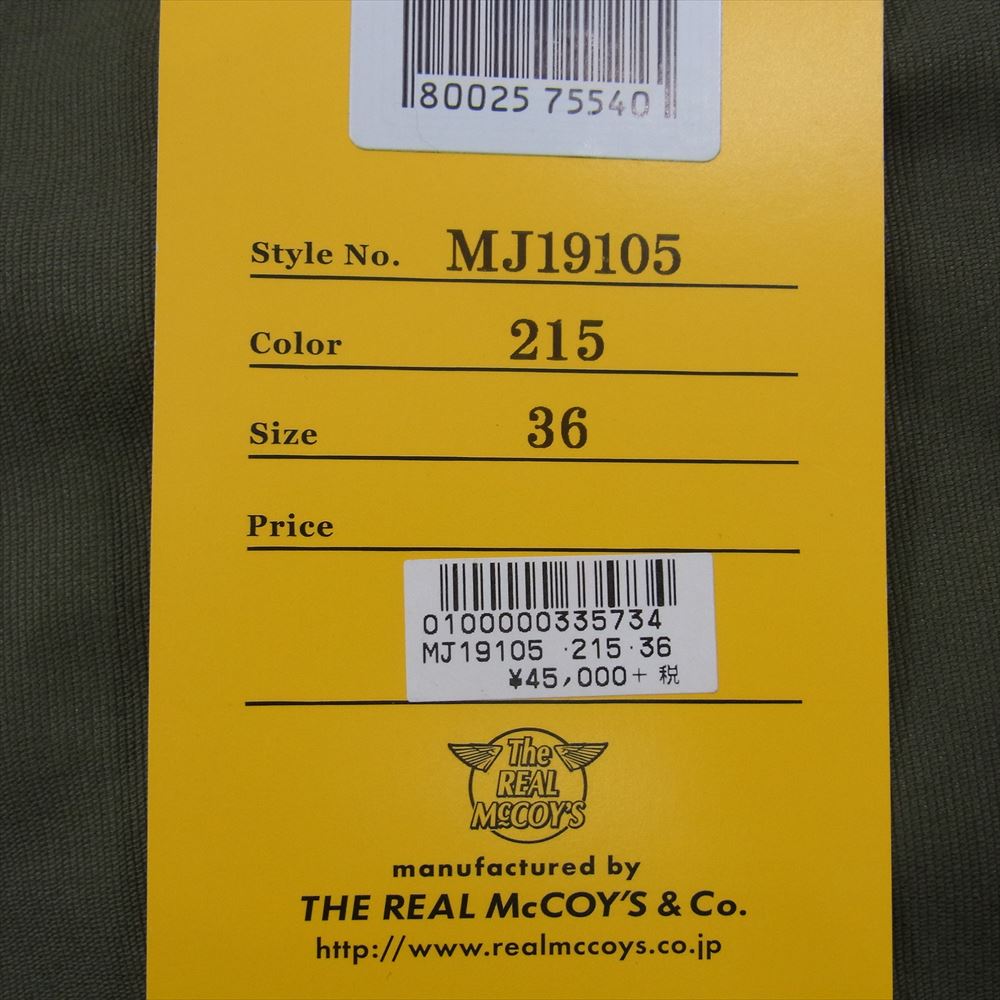 80025 75540
Style No. MJ19105
Color 215
Size 36
Price
0100000335734
MJ19105 ·215·36
¥45,000+ 税
The
REAL
McCOY'S
manufactured by
THE REAL McCOY'S & Co.
http://www.realmccoys.co.jp